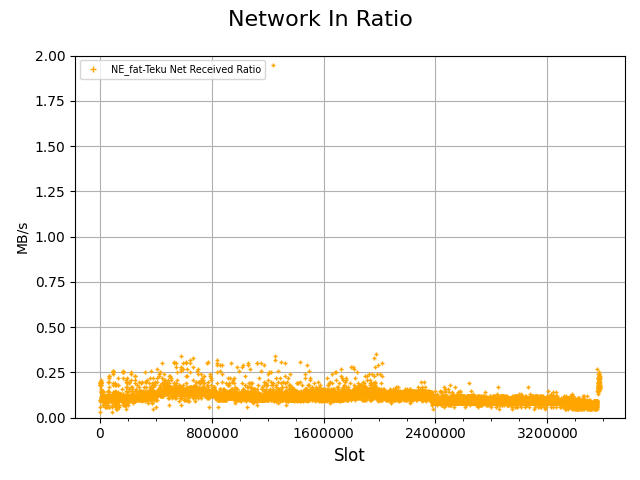 Network In Ratio
NE_fat-Teku Net Received Ratio
2.00
1.75
1.50
1.25
1.00
0.75
0.50
0.25
0.00
MB/s
0 800000 1600000 2400000 3200000
Slot